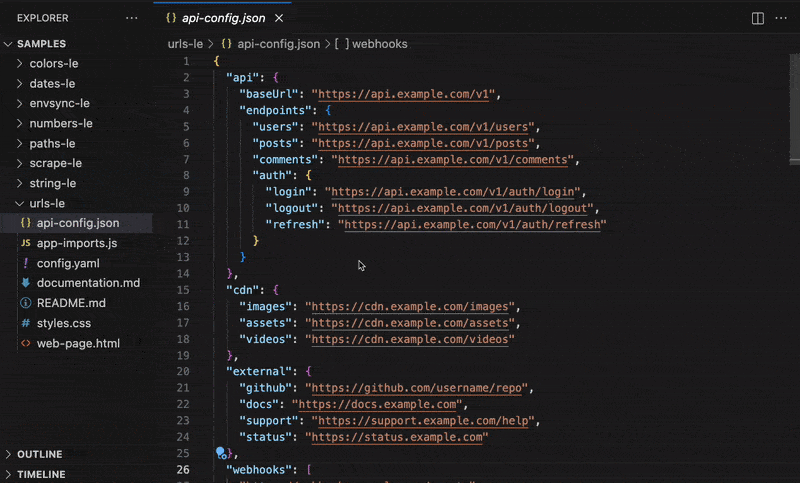 EXPLORER
SAMPLES
colors-le
dates-le
envsync-le
numbers-le
paths-le
scrape-le
string-le
urls-le
{} api-config.json
JS app-imports.js
! config.yaml
documentation.md
README.md
# styles.css
<> web-page.html
OUTLINE
TIMELINE
{} api-config.json
urls-le > {} api-config.json > [ ] webhooks
1 {
2 "api": {
3 "baseUrl": "https://api.example.com/v1",
4 "endpoints": {
5 "users": "https://api.example.com/v1/users",
6 "posts": "https://api.example.com/v1/posts",
7 "comments": "https://api.example.com/v1/comments",
8 "auth": {
9 "login": "https://api.example.com/v1/auth/login",
10 "logout": "https://api.example.com/v1/auth/logout",
11 "refresh": "https://api.example.com/v1/auth/refresh"
12 }
13 }
14 },
15 "cdn": {
16 "images": "https://cdn.example.com/images",
17 "assets": "https://cdn.example.com/assets",
18 "videos": "https://cdn.example.com/videos"
19 },
20 "external": {
21 "github": "https://github.com/username/repo",
22 "docs": "https://docs.example.com",
23 "support": "https://support.example.com/help",
24 "status": "https://status.example.com"
25 },
26 "webhooks": [